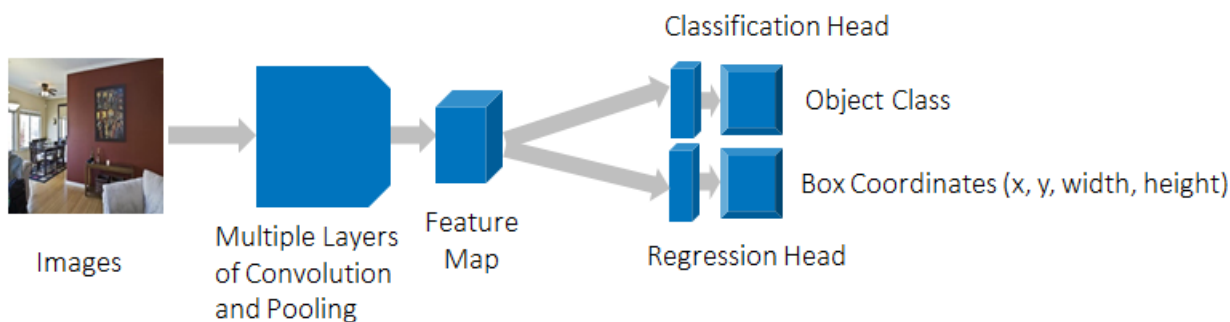 Classification Head
Object Class
Box Coordinates (x, y, width, height)
Regression Head
Feature
Map
Multiple Layers
of Convolution
and Pooling
Images